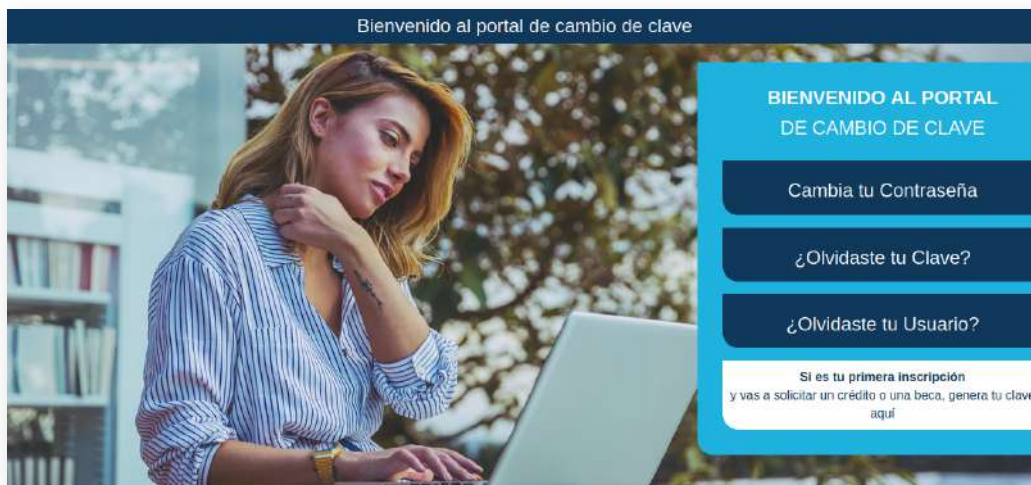 Bienvenido al portal de cambio de clave
BIENVENIDO AL PORTAL
DE CAMBIO DE CLAVE
Cambia tu Contraseña
¿Olvidaste tu Clave?
¿Olvidaste tu Usuario?
Si es tu primera inscripción
y vas a solicitar un crédito o una beca, genera tu clave
aquí